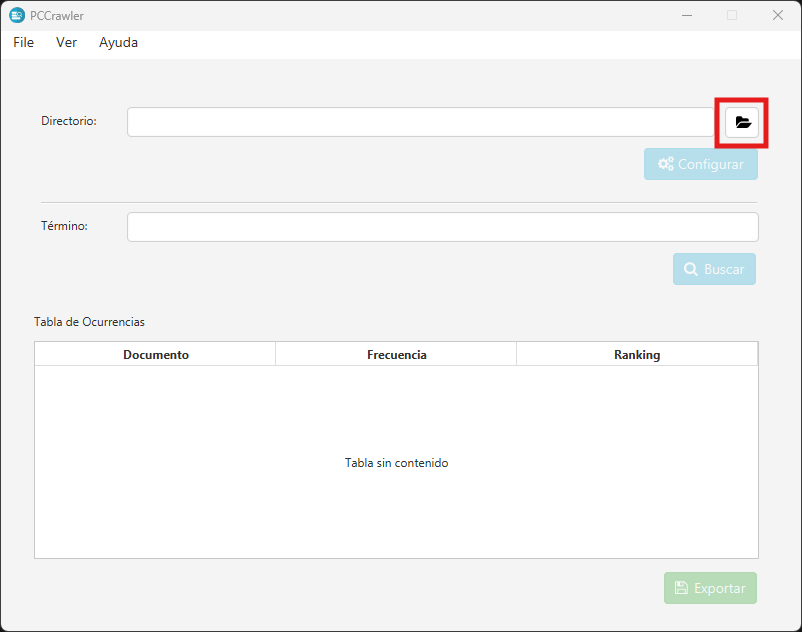 PCCrawler
File Ver Ayuda
Directorio:
Configurar
Término:
Buscar
Tabla de Ocurrencias
Documento Frecuencia Ranking
Tabla sin contenido
Exportar